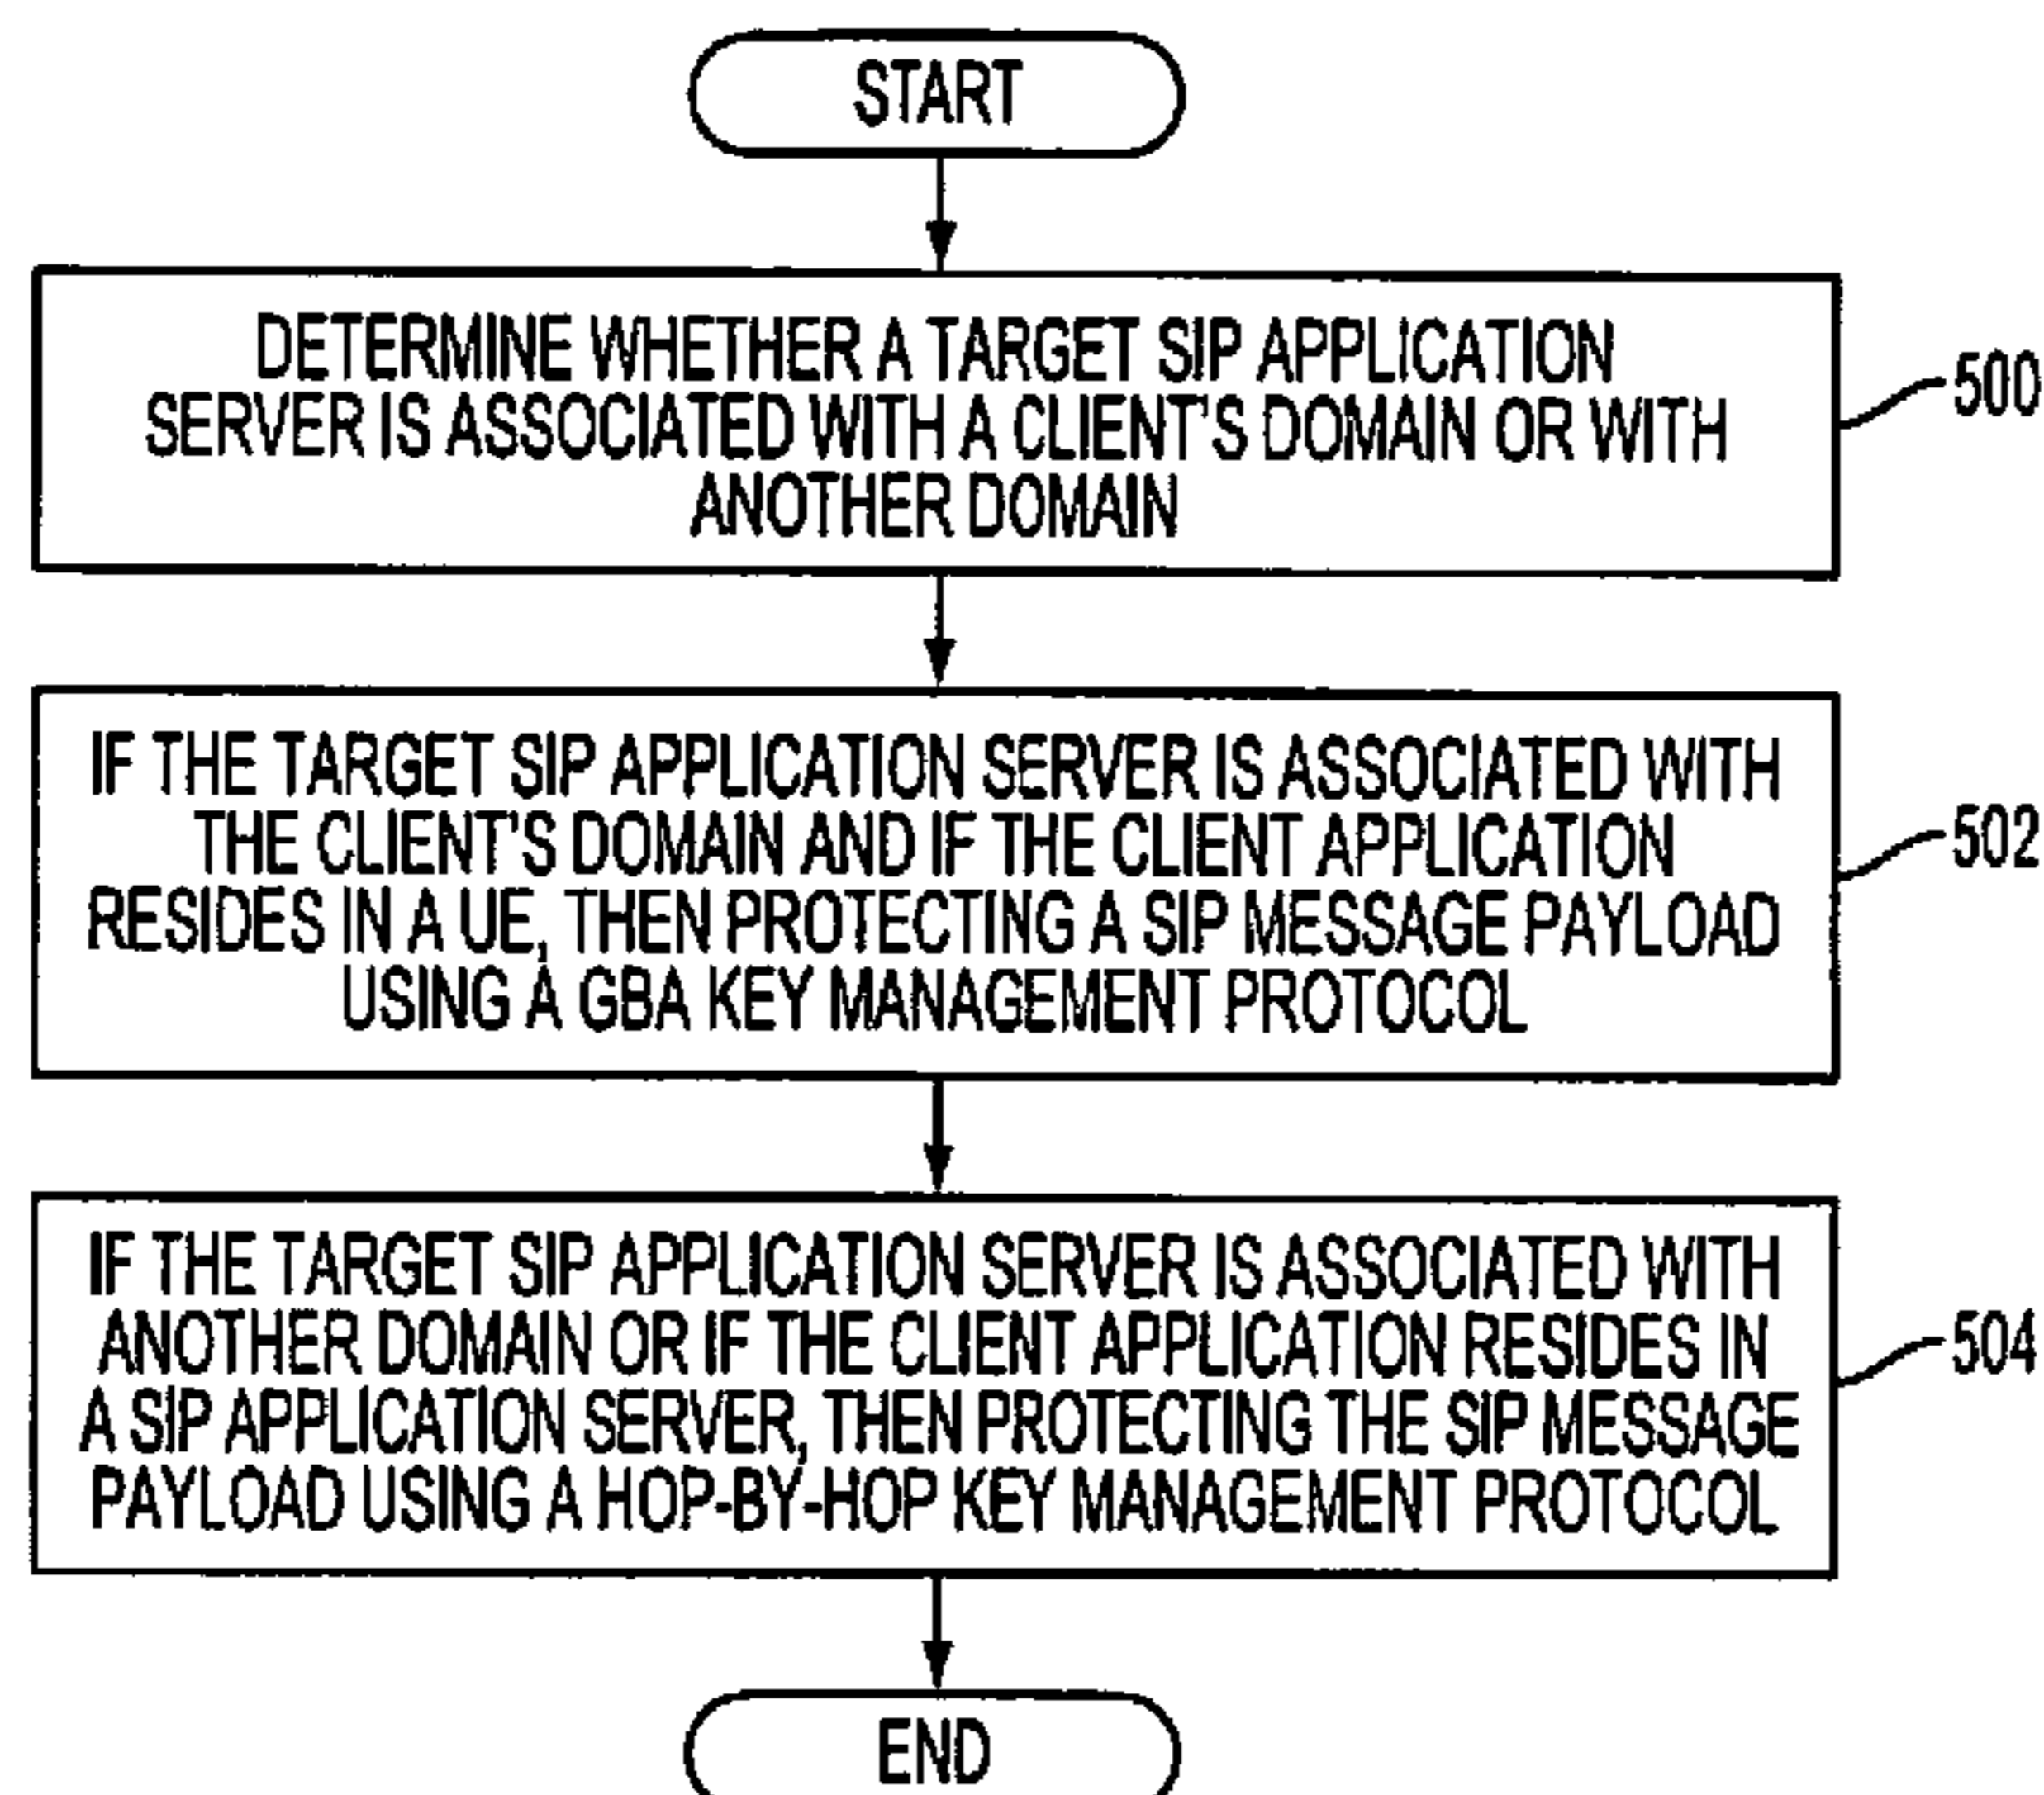 START
DETERMINE WHETHER A TARGET SIP APPLICATION
SERVER IS ASSOCIATED WITH A CLIENT'S DOMAIN OR WITH
ANOTHER DOMAIN
500
IF THE TARGET SIP APPLICATION SERVER IS ASSOCIATED WITH
THE CLIENT'S DOMAIN AND IF THE CLIENT APPLICATION
RESIDES IN A UE, THEN PROTECTING A SIP MESSAGE PAYLOAD
USING A GBA KEY MANAGEMENT PROTOCOL
502
IF THE TARGET SIP APPLICATION SERVER IS ASSOCIATED WITH
ANOTHER DOMAIN OR IF THE CLIENT APPLICATION RESIDES IN
A SIP APPLICATION SERVER, THEN PROTECTING THE SIP MESSAGE
PAYLOAD USING A HOP-BY-HOP KEY MANAGEMENT PROTOCOL
504
END